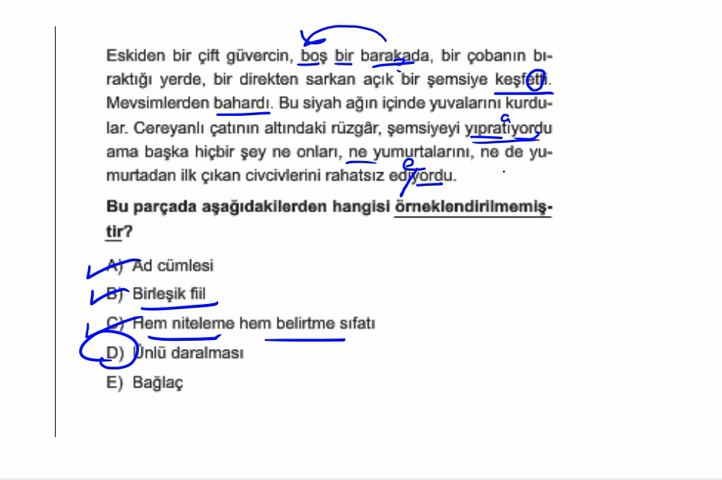 Eskiden bir çift güvercin, boş bir barakada, bir çobanın bı-
raktığı yerde, bir direkten sarkan açık bir şemsiye keşfetti.
Mevsimlerden bahardı. Bu siyah ağın içinde yuvalarını kurdu-
a
lar. Cereyanlı çatının altındaki rüzgâr, şemsiyeyi yıpratıyordu
ama başka hiçbir şey ne onları, ne yumurtalarını, ne de yu-
e
murtadan ilk çıkan civcivlerini rahatsız ediyordu.
Bu parçada aşağıdakilerden hangisi örneklendirilmemiş-
tir?
A) Ad cümlesi
B) Birleşik fiil
C) Hem niteleme hem belirtme sıfatı
D) Ünlü daralması
E) Bağlaç